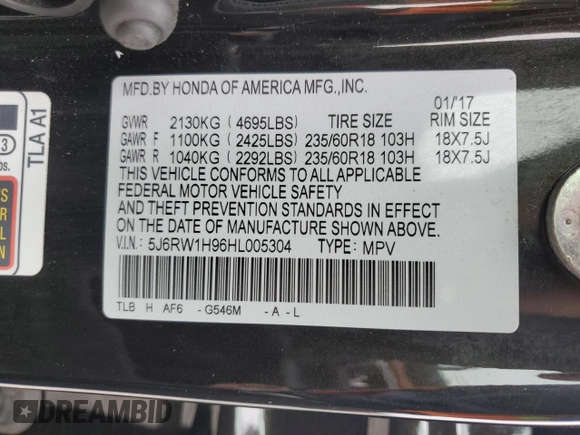 MFD.BY HONDA OF AMERICA MFG.,INC.
01/17
GVWR 2130KG (4695LBS) TIRE SIZE RIM SIZE
GAWR F 1100KG (2425LBS) 235/60R18 103H 18X7.5J
GAWR R 1040KG (2292LBS) 235/60R18 103H 18X7.5J
THIS VEHICLE CONFORMS TO ALL APPLICABLE
FEDERAL MOTOR VEHICLE SAFETY
AND THEFT PREVENTION STANDARDS IN EFFECT
ON THE DATE OF MANUFACTURE SHOWN ABOVE.
V.I.N.: 5J6RW1H96HL005304 TYPE: MPV
TLB H AF6 - G546M - A - L
TLA A1
3
DREAMBID